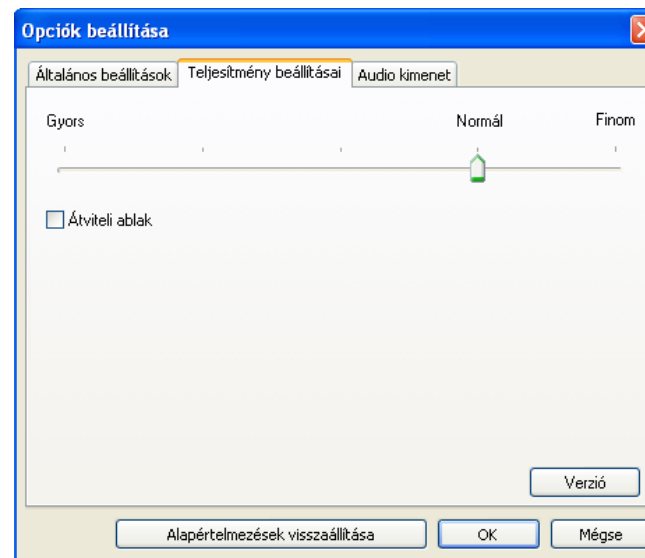 Opciók beállítása
Általános beállítások Teljesítmény beállításai Audio kimenet
Gyors Normál Finom
Átviteli ablak
Verzió
Alapértelmezések visszaállítása OK Mégse